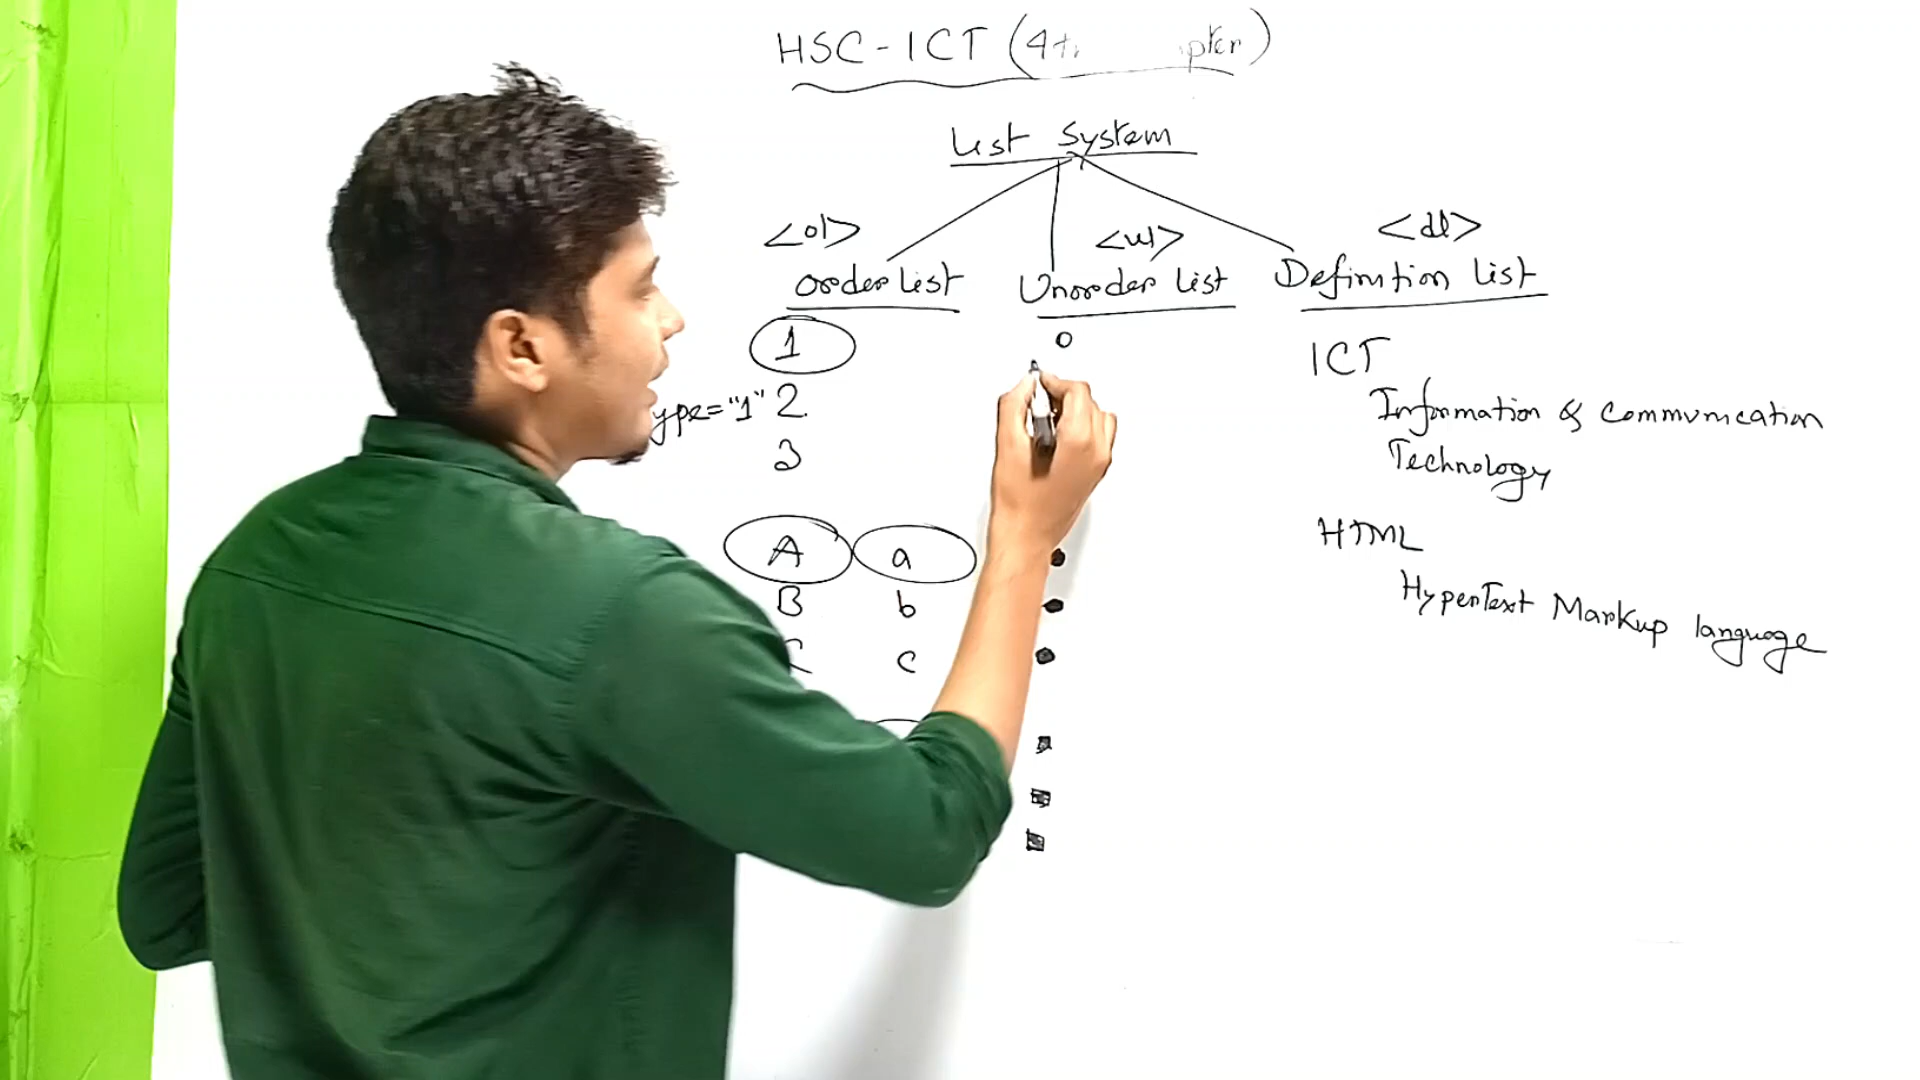 HSC-ICT (4th
List System
<ol> <ul> <dl>
Order List Unorder List Definition List
1
ype="1" 2.
3
ICT
Information & Communication
Technology
A a
B b
C c
HTML
HyperText Markup language